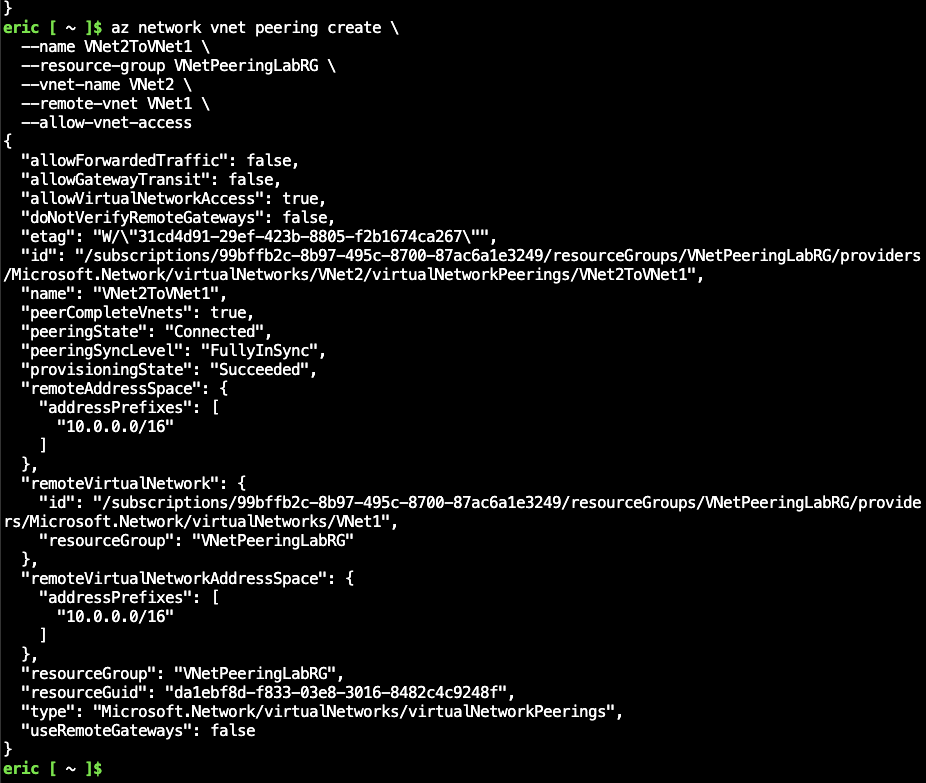 }
eric [ ~ ]$ az network vnet peering create \
  --name VNet2ToVNet1 \
  --resource-group VNetPeeringLabRG \
  --vnet-name VNet2 \
  --remote-vnet VNet1 \
  --allow-vnet-access
{
  "allowForwardedTraffic": false,
  "allowGatewayTransit": false,
  "allowVirtualNetworkAccess": true,
  "doNotVerifyRemoteGateways": false,
  "etag": "W/\"31cd4d91-29ef-423b-8805-f2b1674ca267\"",
  "id": "/subscriptions/99bffb2c-8b97-495c-8700-87ac6a1e3249/resourceGroups/VNetPeeringLabRG/providers
/Microsoft.Network/virtualNetworks/VNet2/virtualNetworkPeerings/VNet2ToVNet1",
  "name": "VNet2ToVNet1",
  "peerCompleteVnets": true,
  "peeringState": "Connected",
  "peeringSyncLevel": "FullyInSync",
  "provisioningState": "Succeeded",
  "remoteAddressSpace": {
    "addressPrefixes": [
      "10.0.0.0/16"
    ]
  },
  "remoteVirtualNetwork": {
    "id": "/subscriptions/99bffb2c-8b97-495c-8700-87ac6a1e3249/resourceGroups/VNetPeeringLabRG/provide
rs/Microsoft.Network/virtualNetworks/VNet1",
    "resourceGroup": "VNetPeeringLabRG"
  },
  "remoteVirtualNetworkAddressSpace": {
    "addressPrefixes": [
      "10.0.0.0/16"
    ]
  },
  "resourceGroup": "VNetPeeringLabRG",
  "resourceGuid": "da1ebf8d-f833-03e8-3016-8482c4c9248f",
  "type": "Microsoft.Network/virtualNetworks/virtualNetworkPeerings",
  "useRemoteGateways": false
}
eric [ ~ ]$